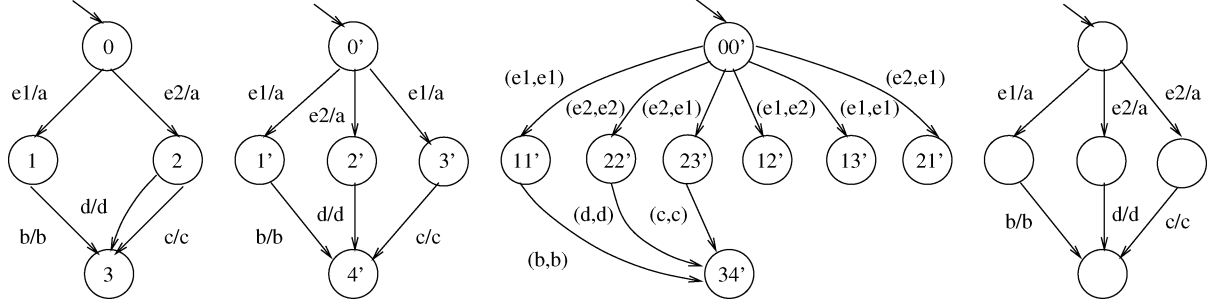 0
e1/a
e2/a
1
2
d/d
b/b
c/c
3
0'
e1/a
e2/a
e1/a
1'
2'
3'
b/b
d/d
c/c
4'
00'
(e1,e1)
(e2,e2)
(e2,e1)
(e1,e2)
(e1,e1)
(e2,e1)
11'
22'
23'
12'
13'
21'
(d,d)
(c,c)
(b,b)
34'
e1/a
e2/a
e2/a
b/b
d/d
c/c